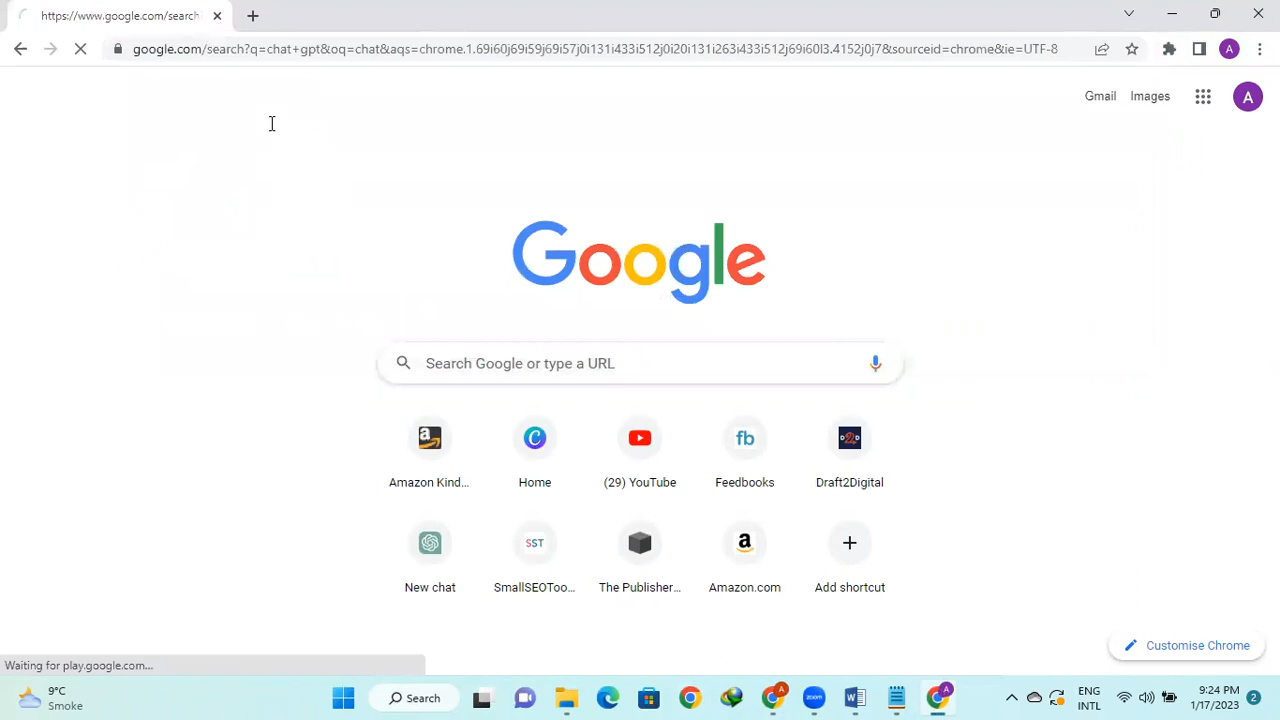 https://www.google.com/search
google.com/search?q=chat+gpt&oq=chat&aqs=chrome.1.69i60j69i59j69i57j0i131i433i512j0i20i131i263i433i512j69i60l3.4152j0j7&sourceid=chrome&ie=UTF-8
A
Gmail Images A
Google
Search Google or type a URL
a fb D2D
Amazon Kind... Home (29) YouTube Feedbooks Draft2Digital
SST a
New chat SmallSEOToo... The Publisher... Amazon.com Add shortcut
Customise Chrome
Waiting for play.google.com...
9°C
Smoke
Search
A
zoom
A
ENG
INTL
9:24 PM
1/17/2023
2